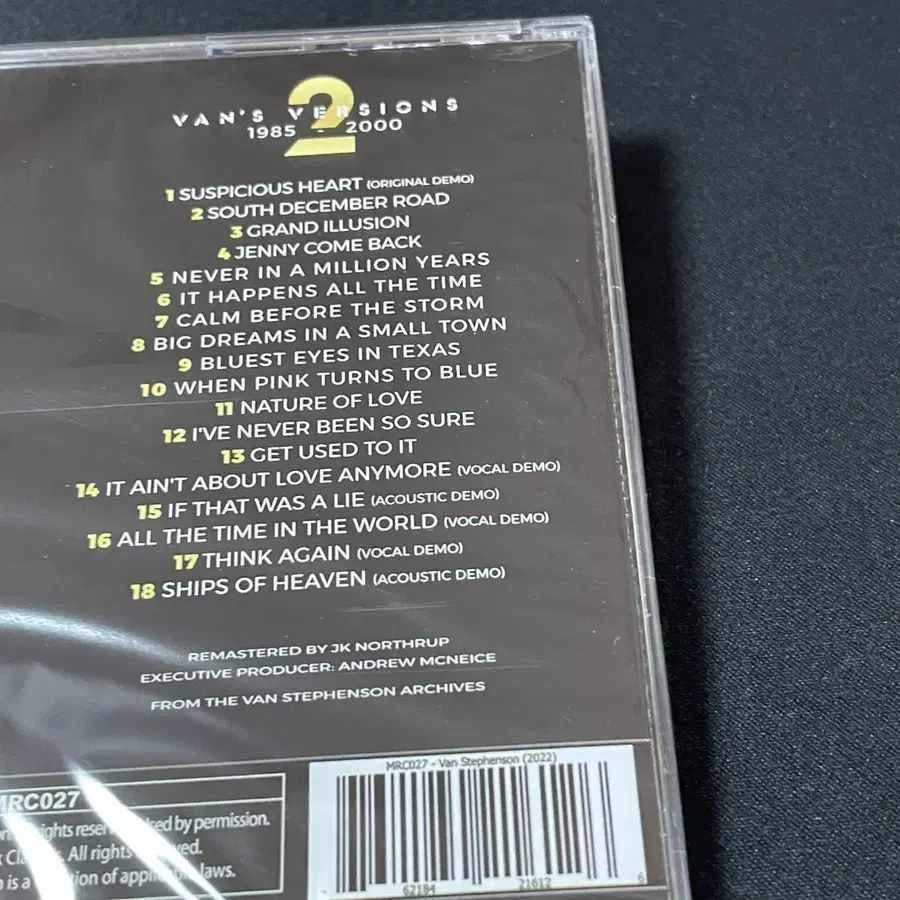 2
VAN'S VERSIONS
1985 - 2000
1 SUSPICIOUS HEART (ORIGINAL DEMO)
2 SOUTH DECEMBER ROAD
3 GRAND ILLUSION
4 JENNY COME BACK
5 NEVER IN A MILLION YEARS
6 IT HAPPENS ALL THE TIME
7 CALM BEFORE THE STORM
8 BIG DREAMS IN A SMALL TOWN
9 BLUEST EYES IN TEXAS
10 WHEN PINK TURNS TO BLUE
11 NATURE OF LOVE
12 I'VE NEVER BEEN SO SURE
13 GET USED TO IT
14 IT AIN'T ABOUT LOVE ANYMORE (VOCAL DEMO)
15 IF THAT WAS A LIE (ACOUSTIC DEMO)
16 ALL THE TIME IN THE WORLD (VOCAL DEMO)
17 THINK AGAIN (VOCAL DEMO)
18 SHIPS OF HEAVEN (ACOUSTIC DEMO)
REMASTERED BY JK NORTHRUP
EXECUTIVE PRODUCER: ANDREW MCNEICE
FROM THE VAN STEPHENSON ARCHIVES
MRC027
by permission.
All rights
of laws.
MRC027 - Van Stephenson (2022)
62184 21612 6